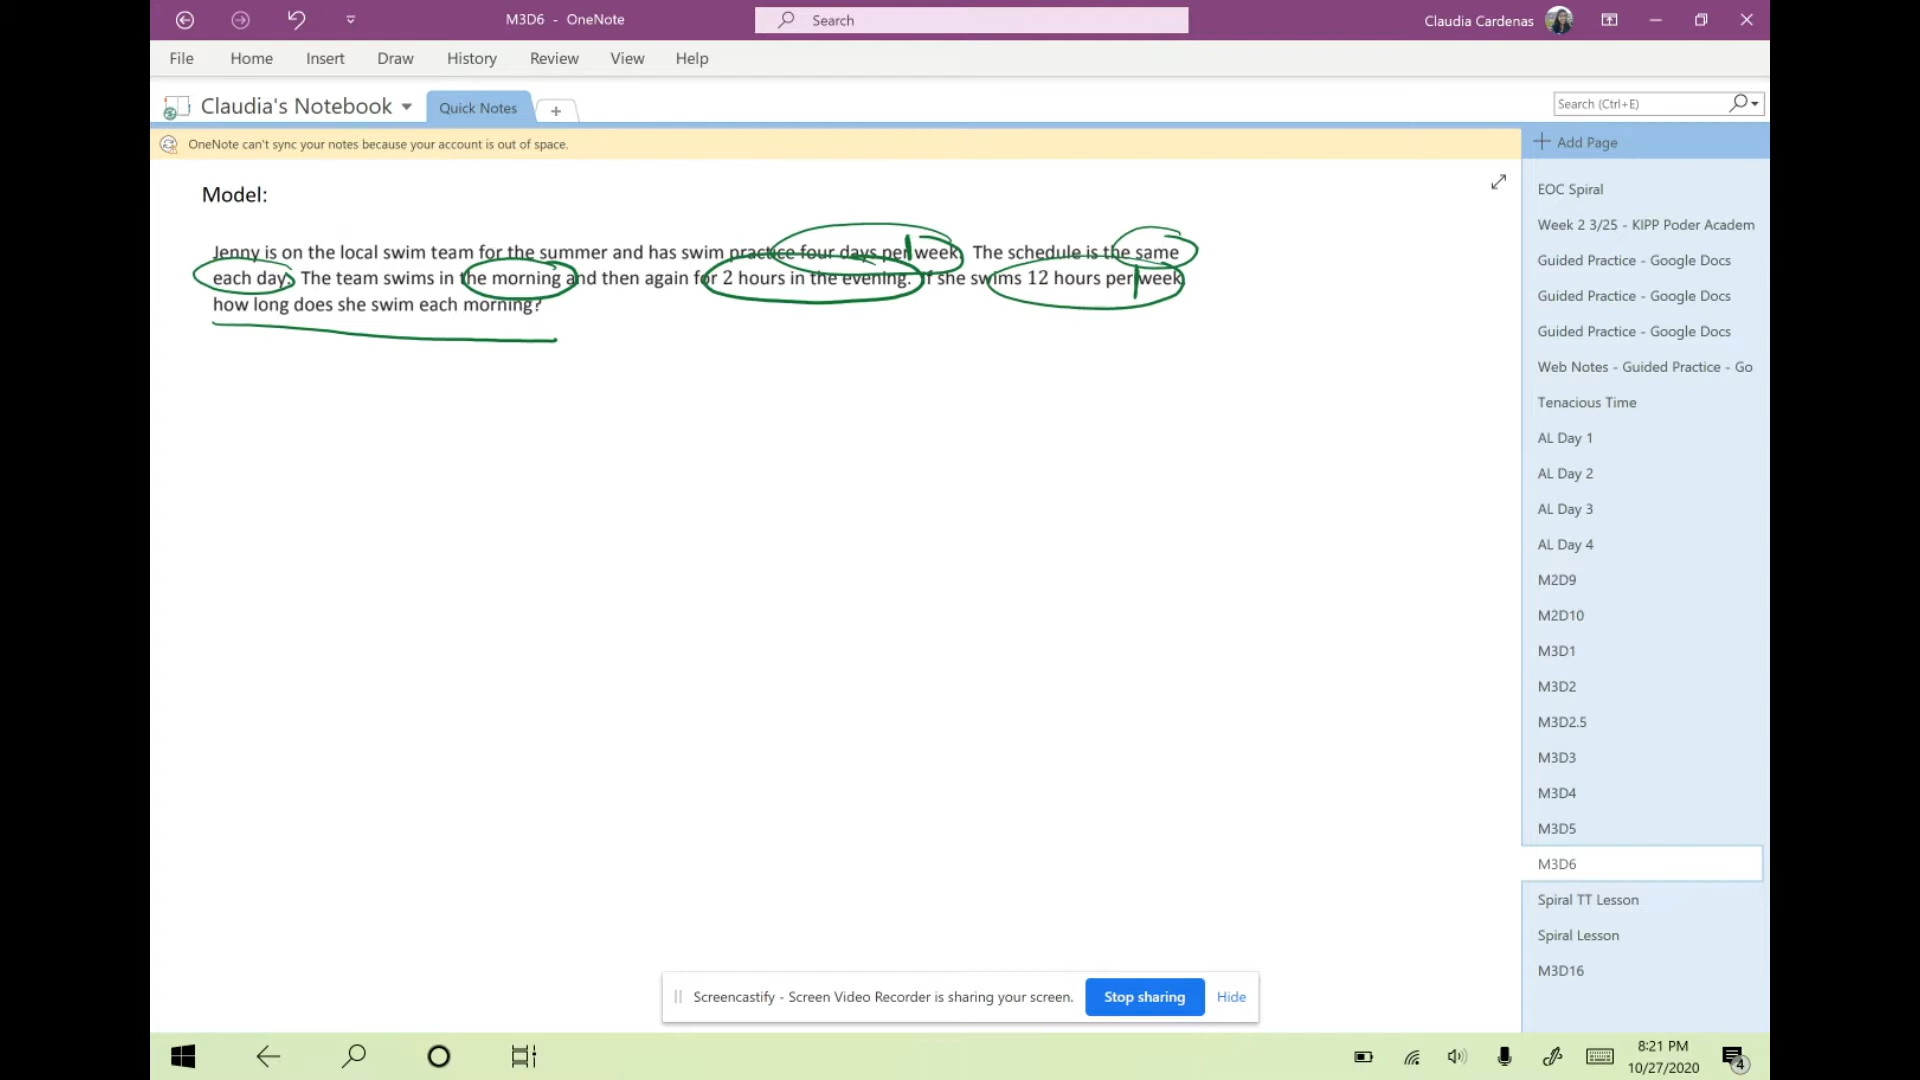 M3D6 - OneNote
Search
Claudia Cardenas
File Home Insert Draw History Review View Help
Claudia's Notebook
Quick Notes
+
Search (Ctrl+E)
OneNote can't sync your notes because your account is out of space.
Add Page
Model:
Jenny is on the local swim team for the summer and has swim practice four days per week. The schedule is the same
each day. The team swims in the morning and then again for 2 hours in the evening. If she swims 12 hours per week,
how long does she swim each morning?
EOC Spiral
Week 2 3/25 - KIPP Poder Academ
Guided Practice - Google Docs
Guided Practice - Google Docs
Guided Practice - Google Docs
Web Notes - Guided Practice - Go
Tenacious Time
AL Day 1
AL Day 2
AL Day 3
AL Day 4
M2D9
M2D10
M3D1
M3D2
M3D2.5
M3D3
M3D4
M3D5
M3D6
Spiral TT Lesson
Spiral Lesson
M3D16
Screencastify - Screen Video Recorder is sharing your screen.
Stop sharing
Hide
8:21 PM
10/27/2020
4